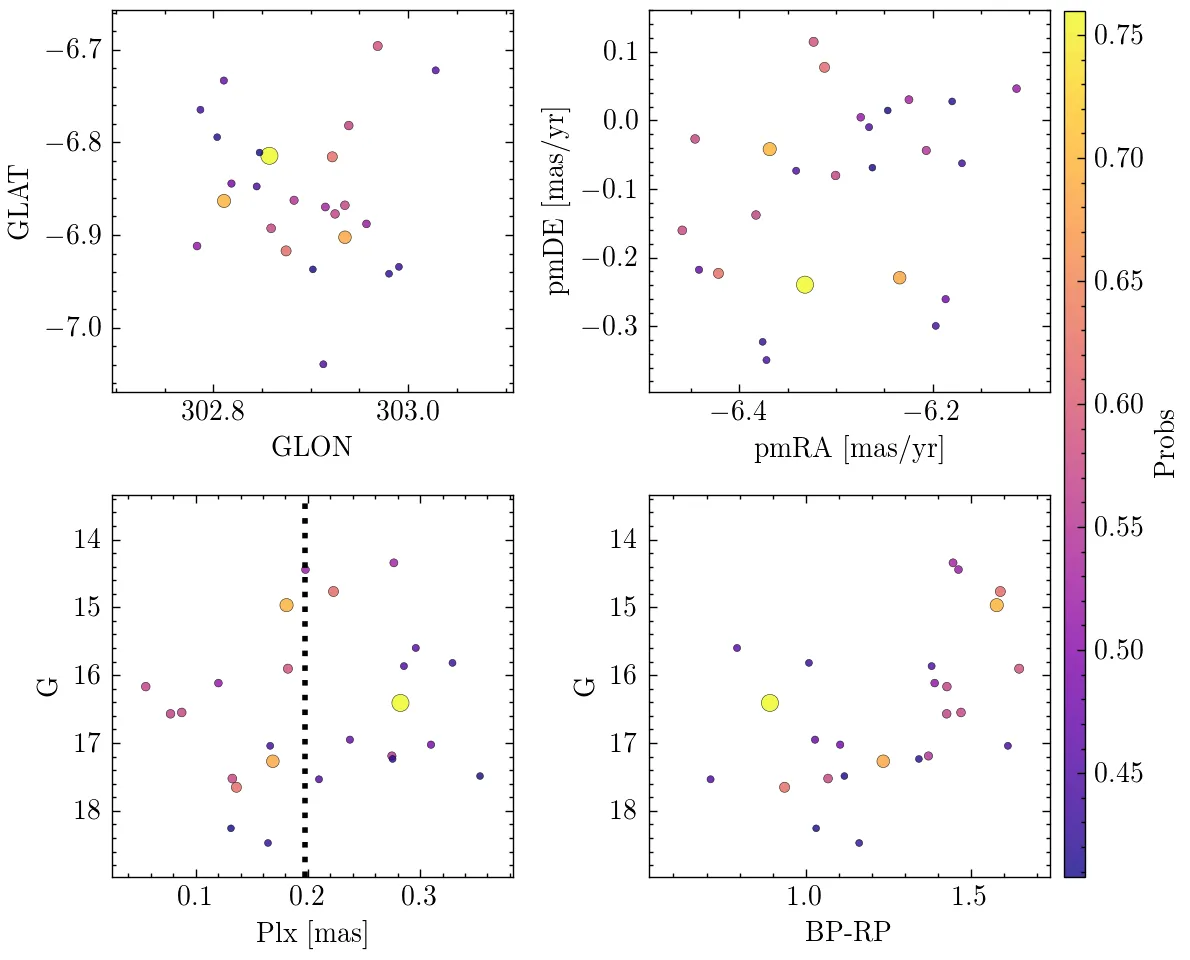 −6.7
−6.8
−6.9
−7.0
GLAT
302.8 303.0
GLON
0.1
0.0
−0.1
−0.2
−0.3
pmDE [mas/yr]
−6.4 −6.2
pmRA [mas/yr]
14
15
16
17
18
G
0.1 0.2 0.3
Plx [mas]
14
15
16
17
18
G
1.0 1.5
BP-RP
0.75
0.70
0.65
0.60
0.55
0.50
0.45
Probs